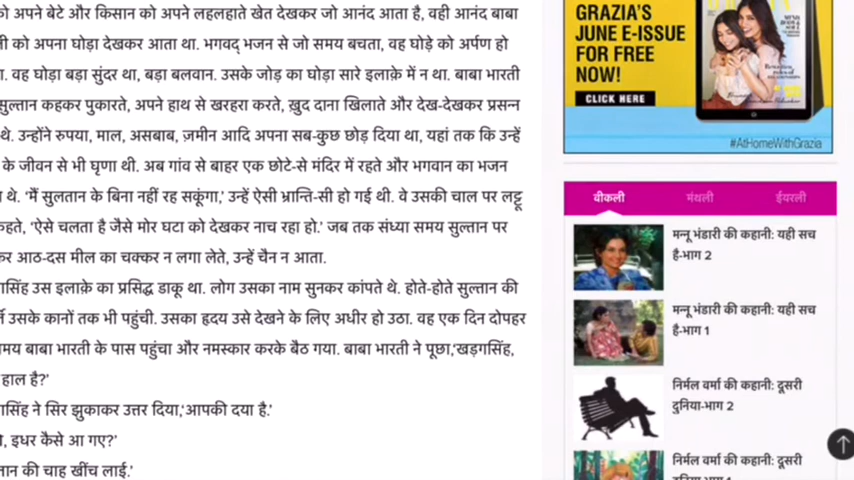 को अपने बेटे और किसान को अपने लहलहाते खेत देखकर जो आनंद आता है, वही आनंद बाबा
को अपना घोड़ा देखकर आता था. भगवद् भजन से जो समय बचता, वह घोड़े को अर्पण हो
वह घोड़ा बड़ा सुंदर था, बड़ा बलवान. उसके जोड़ का घोड़ा सारे इलाक़े में न था. बाबा भारती
सुल्तान कहकर पुकारते, अपने हाथ से खरहरा करते, ख़ुद दाना खिलाते और देख-देखकर प्रसन्न
थे. उन्होंने रुपया, माल, असबाब, ज़मीन आदि अपना सब-कुछ छोड़ दिया था, यहां तक कि उन्हें
के जीवन से भी घृणा थी. अब गांव से बाहर एक छोटे-से मंदिर में रहते और भगवान का भजन
थे. ‘मैं सुलतान के बिना नहीं रह सकूंगा,’ उन्हें ऐसी भ्रान्ति-सी हो गई थी. वे उसकी चाल पर लट्टू
कहते, ‘ऐसे चलता है जैसे मोर घटा को देखकर नाच रहा हो.’ जब तक संध्या समय सुल्तान पर
आठ-दस मील का चक्कर न लगा लेते, उन्हें चैन न आता.
उस इलाक़े का प्रसिद्ध डाकू था. लोग उसका नाम सुनकर कांपते थे. होते-होते सुल्तान की
उसके कानों तक भी पहुंची. उसका हृदय उसे देखने के लिए अधीर हो उठा. वह एक दिन दोपहर
बाबा भारती के पास पहुंचा और नमस्कार करके बैठ गया. बाबा भारती ने पूछा,‘खड़गसिंह,
हाल है?’
ने सिर झुकाकर उत्तर दिया,‘आपकी दया है.’
इधर कैसे आ गए?’
की चाह खींच लाई.’
GRAZIA'S
JUNE E-ISSUE
FOR FREE
NOW!
CLICK HERE
#AtHomeWithGrazia
वीकली मंथली ईयरली
मन्नू भंडारी की कहानी: यही सच
है-भाग 2
मन्नू भंडारी की कहानी: यही सच
है-भाग 1
निर्मल वर्मा की कहानी: दूसरी
दुनिया-भाग 2
निर्मल वर्मा की कहानी: दूसरी